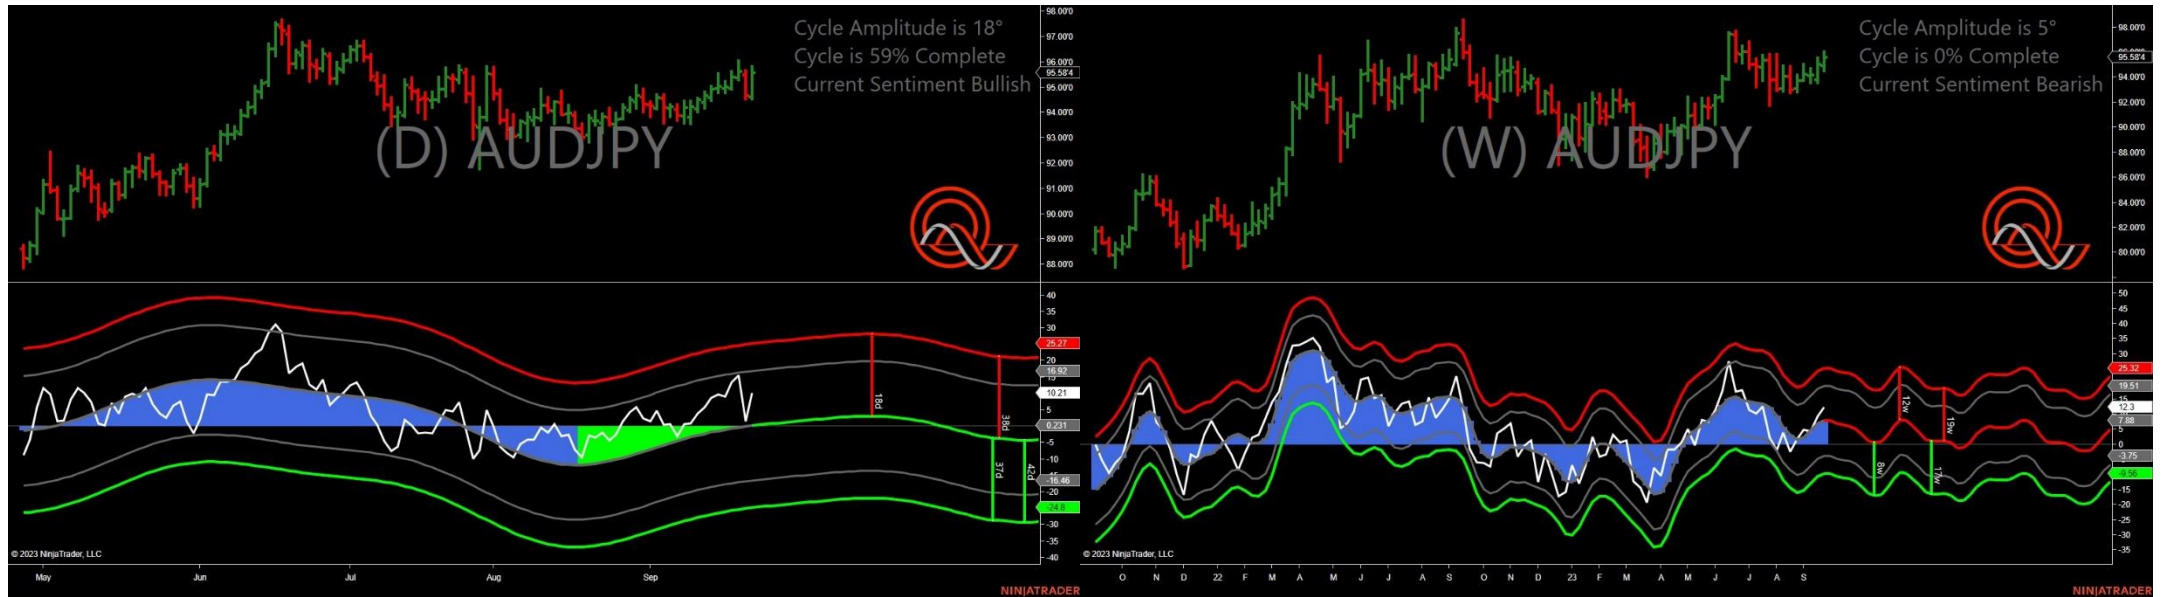 Cycle Amplitude is 18°
Cycle is 59% Complete
Current Sentiment Bullish
(D) AUDJPY
98.00'0
97.00'0
96.00'0
95.58'4
95.00'0
94.00'0
93.00'0
92.00'0
91.00'0
90.00'0
89.00'0
88.00'0
40
35
30
25.27
20
16.92
10.21
5
0.231
-5
-10
-16.46
-20
-24.8
-30
-35
-40
18d
38d
37d
42d
© 2023 NinjaTrader, LLC
May Jun Jul Aug Sep
NINJATRADER
Cycle Amplitude is 5°
Cycle is 0% Complete
Current Sentiment Bearish
(W) AUDJPY
98.00'0
95.58'4
94.00'0
92.00'0
90.00'0
88.00'0
86.00'0
84.00'0
82.00'0
80.00'0
50
45
40
35
30
25.32
19.51
12.3
7.88
0
-3.75
-9.56
-15
-20
-25
-30
-35
12w
19w
8w
17w
© 2023 NinjaTrader, LLC
O N D 22 F M A M J J A S O N D 23 F M A M J J A S
NINJATRADER